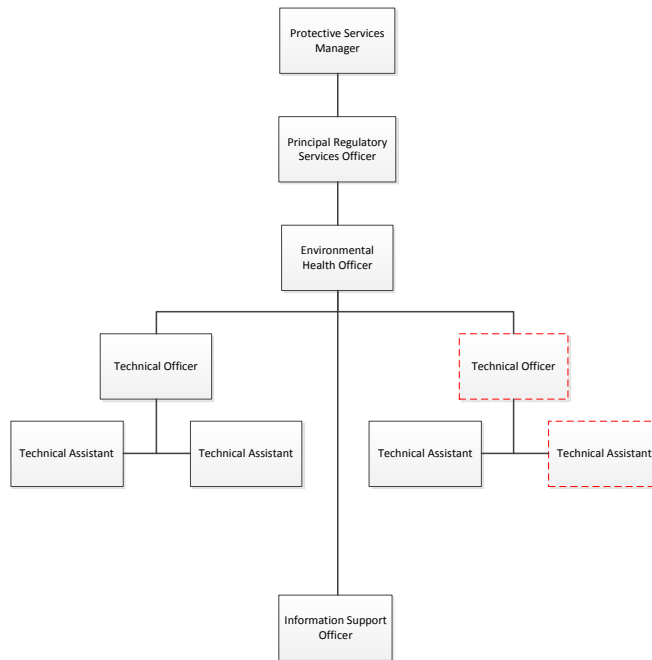 Protective Services
Manager
Principal Regulatory
Services Officer
Environmental
Health Officer
Technical Officer
Technical Officer
Technical Assistant
Technical Assistant
Technical Assistant
Technical Assistant
Information Support
Officer